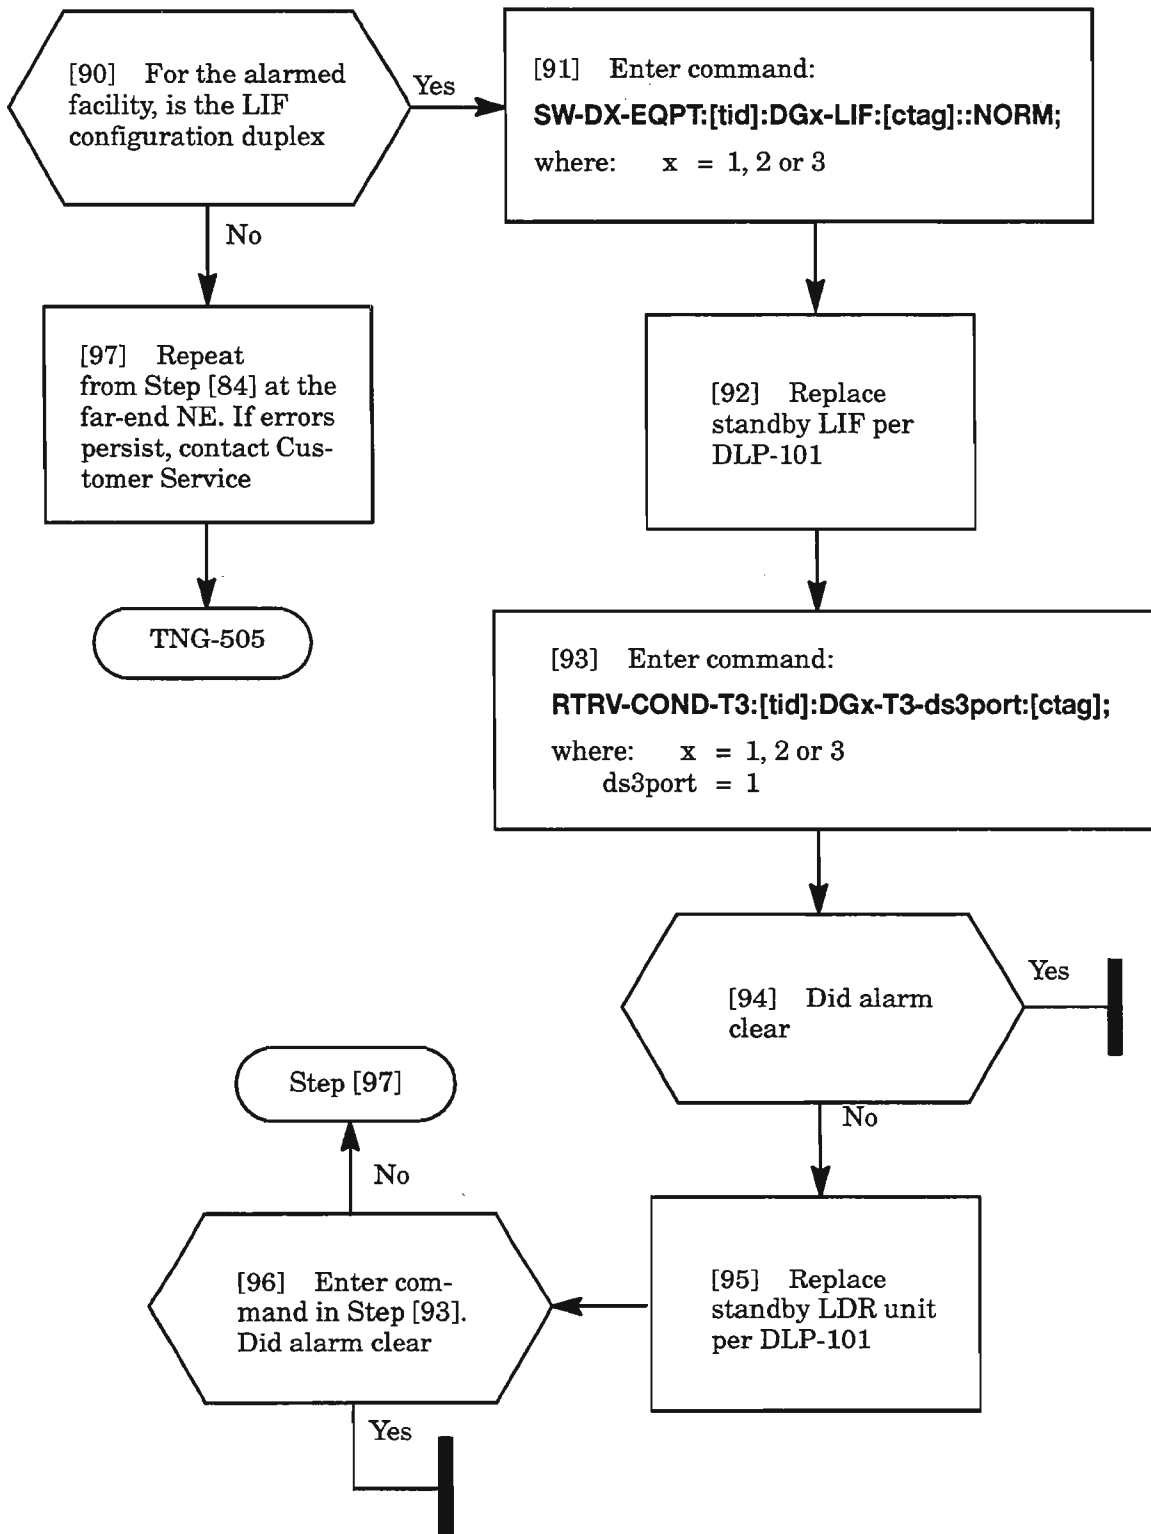 [90] For the alarmed
facility, is the LIF
configuration duplex
Yes
No
[91] Enter command:
SW-DX-EQPT:[tid]:DGx-LIF:[ctag]::NORM;
where: x = 1, 2 or 3
[97] Repeat
from Step [84] at the
far-end NE. If errors
persist, contact Cus-
tomer Service
TNG-505
[92] Replace
standby LIF per
DLP-101
[93] Enter command:
RTRV-COND-T3:[tid]:DGx-T3-ds3port:[ctag];
where: x = 1, 2 or 3
ds3port = 1
[94] Did alarm
clear
Yes
No
[95] Replace
standby LDR unit
per DLP-101
[96] Enter com-
mand in Step [93].
Did alarm clear
No
Step [97]
Yes